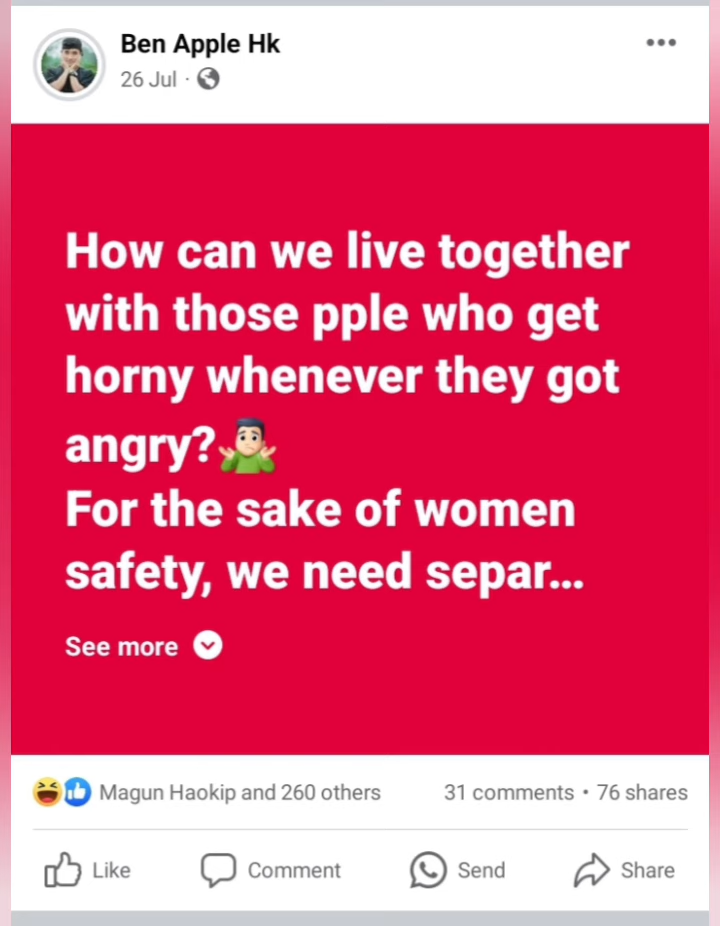 Ben Apple Hk
26 Jul ·
How can we live together
with those pple who get
horny whenever they got
angry?🤷🏻‍♂️
For the sake of women
safety, we need separ...
See more
Magun Haokip and 260 others 31 comments • 76 shares
Like Comment Send Share